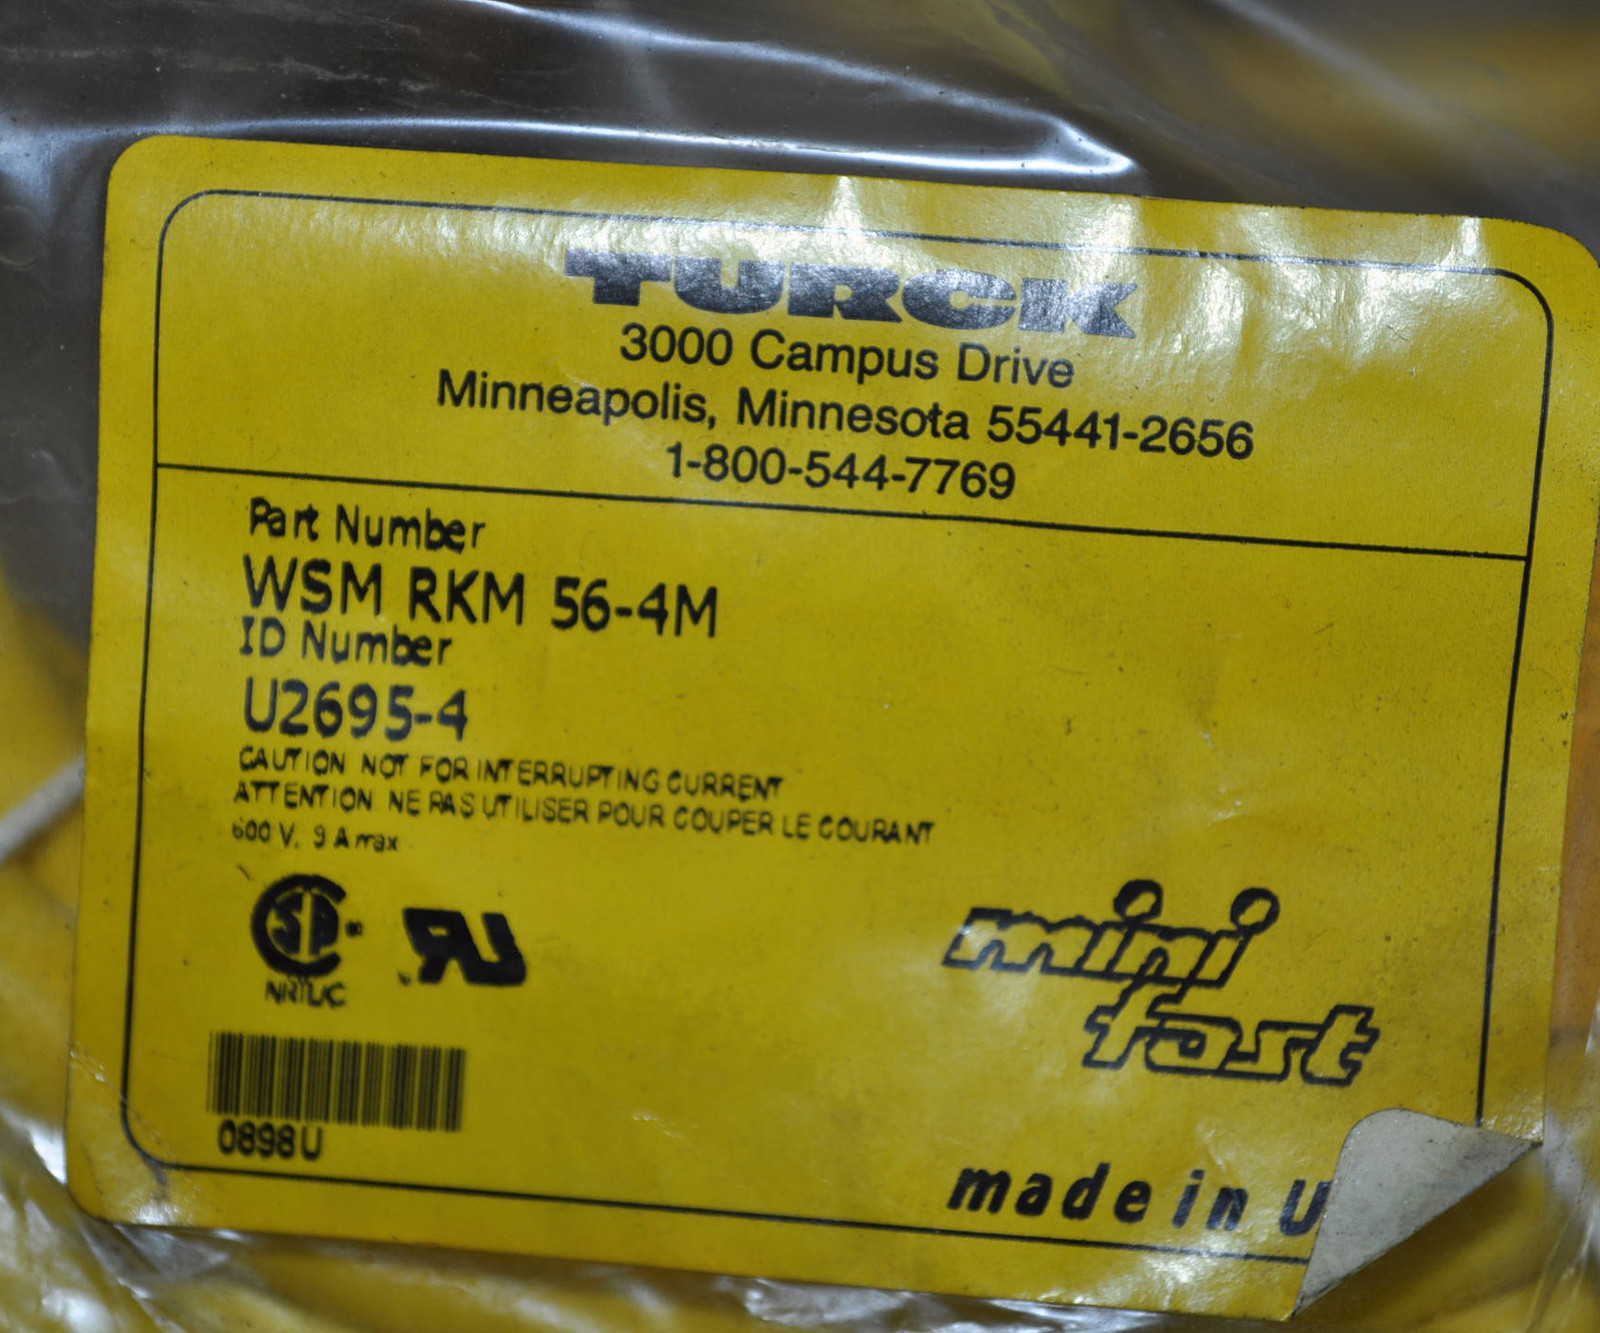 TURCK
3000 Campus Drive
Minneapolis, Minnesota 55441-2656
1-800-544-7769
Part Number
WSM RKM 56-4M
ID Number
U2695-4
CAUTION NOT FOR INTERRUPTING CURRENT
ATTENTION NE PAS UTILISER POUR COUPER LE COURANT
600 V, 9 A max
NRTL/C
mini
fast
0898U
made in U